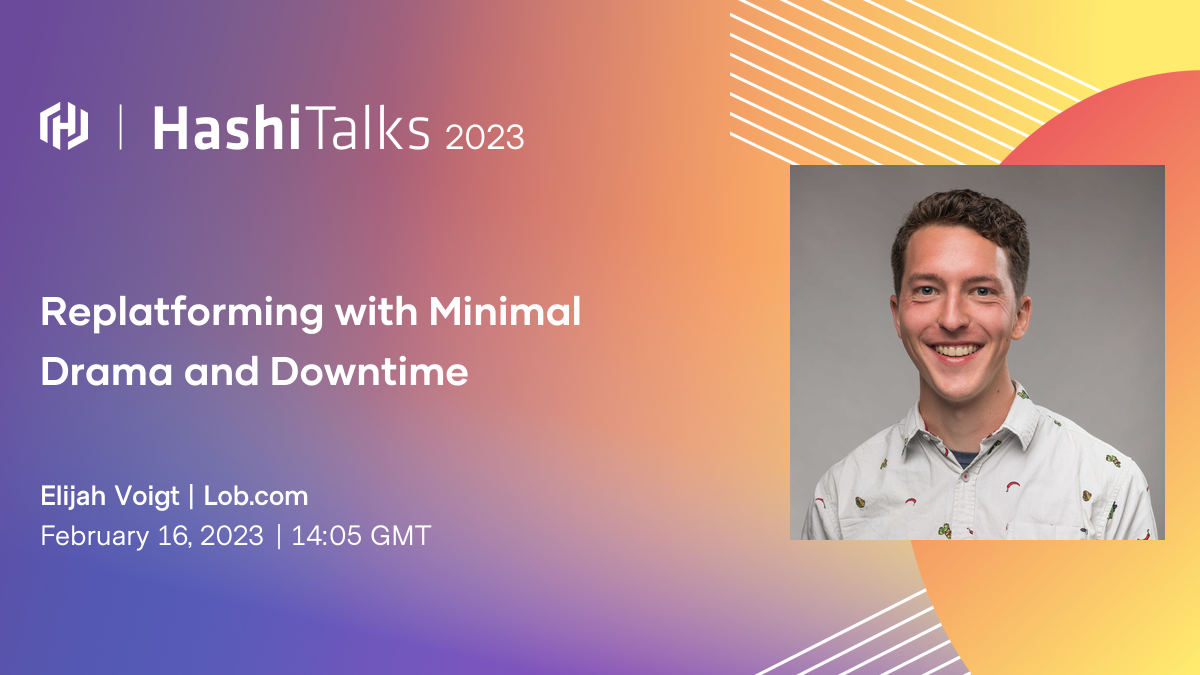 HashiTalks 2023
Replatforming with Minimal
Drama and Downtime
Elijah Voigt | Lob.com
February 16, 2023 | 14:05 GMT